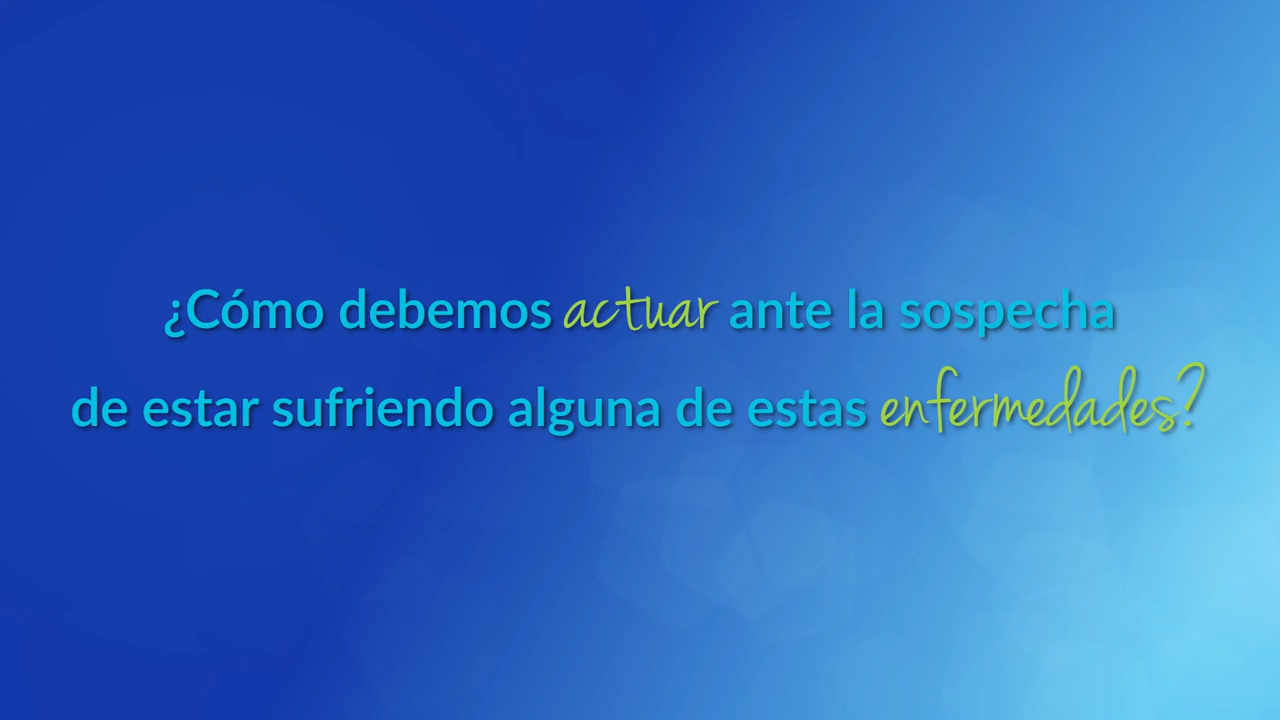 ¿Cómo debemos actuar ante la sospecha
de estar sufriendo alguna de estas enfermedades?